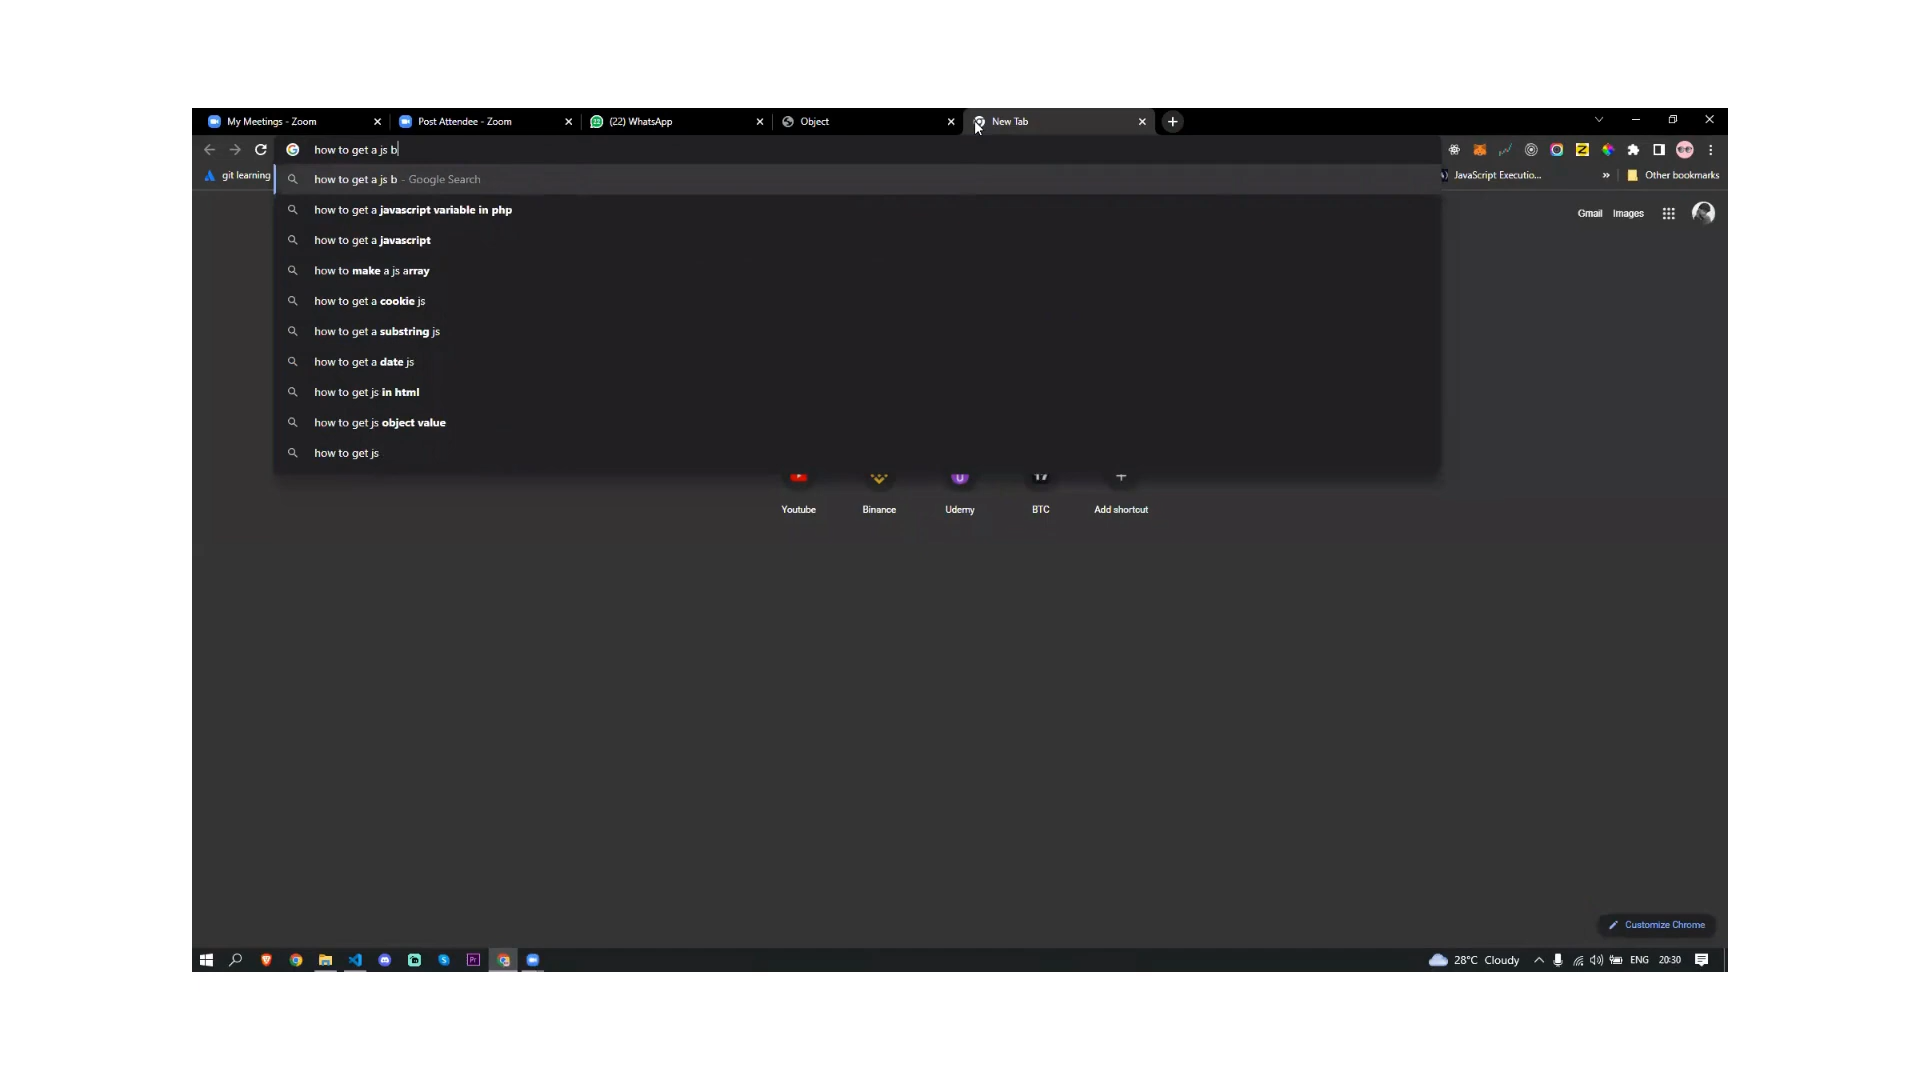 My Meetings - Zoom
Post Attendee - Zoom
(22) WhatsApp
Object
New Tab
how to get a js b
git learning
how to get a js b - Google Search
JavaScript Executio...
Other bookmarks
how to get a javascript variable in php
Gmail Images
how to get a javascript
how to make a js array
how to get a cookie js
how to get a substring js
how to get a date js
how to get js in html
how to get js object value
how to get js
Youtube
Binance
Udemy
BTC
Add shortcut
Customize Chrome
28°C Cloudy
ENG
20:30